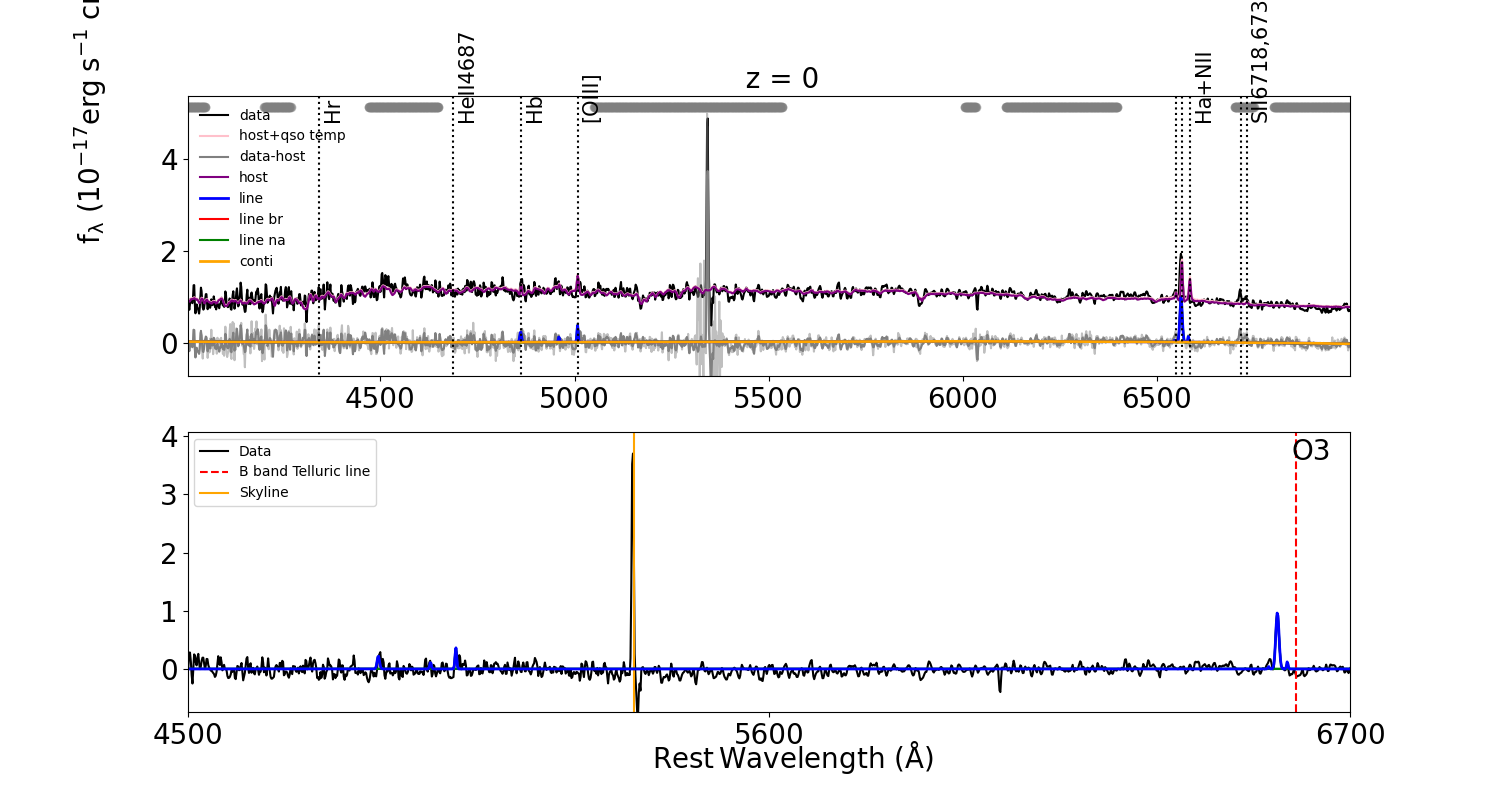 z = 0
f_λ (10^{-17}erg s^{-1} c
Hr
HeII4687
Hb
[OIII]
Ha+NII
SII6718,673
data
host+qso temp
data-host
host
line
line br
line na
conti
4
2
0
4500 5000 5500 6000 6500
Data
B band Telluric line
Skyline
O3
4
3
2
1
0
4500 5600 6700
Rest Wavelength (Å)